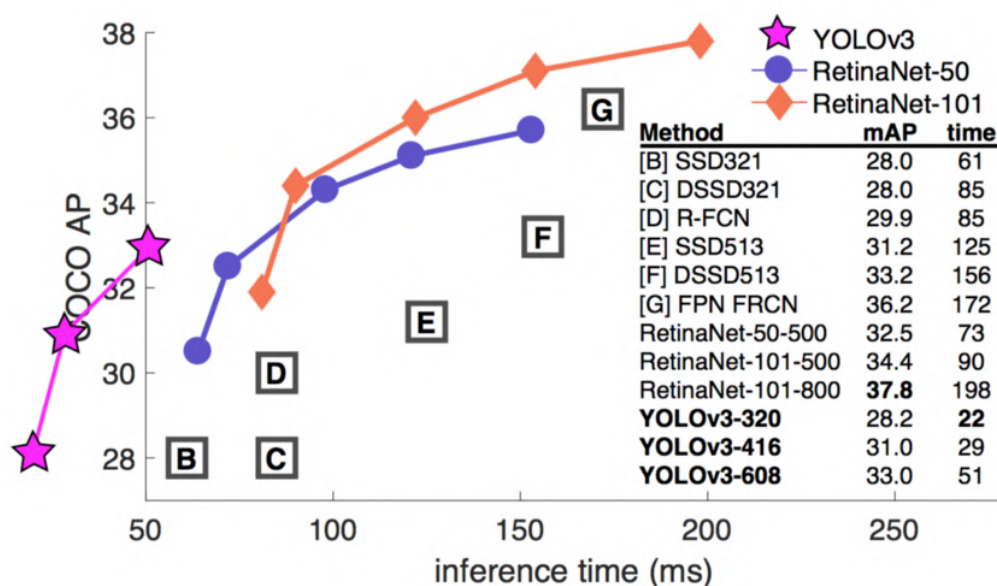 38
36
34
32
30
28
COCO AP
50
100
150
200
250
inference time (ms)
B
C
D
E
F
G
YOLOv3
RetinaNet-50
RetinaNet-101
Method mAP time
[B] SSD321 28.0 61
[C] DSSD321 28.0 85
[D] R-FCN 29.9 85
[E] SSD513 31.2 125
[F] DSSD513 33.2 156
[G] FPN FRCN 36.2 172
RetinaNet-50-500 32.5 73
RetinaNet-101-500 34.4 90
RetinaNet-101-800 37.8 198
YOLOv3-320 28.2 22
YOLOv3-416 31.0 29
YOLOv3-608 33.0 51